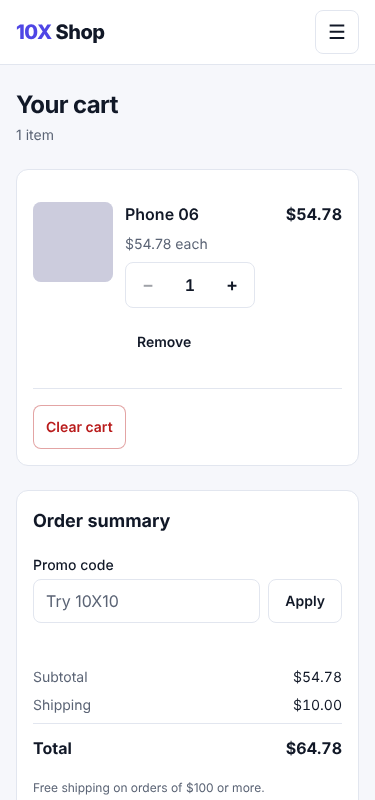 10X Shop
☰
Your cart
1 item
Phone 06 $54.78
$54.78 each
− 1 +
Remove
Clear cart
Order summary
Promo code
Try 10X10 Apply
Subtotal $54.78
Shipping $10.00
Total $64.78
Free shipping on orders of $100 or more.